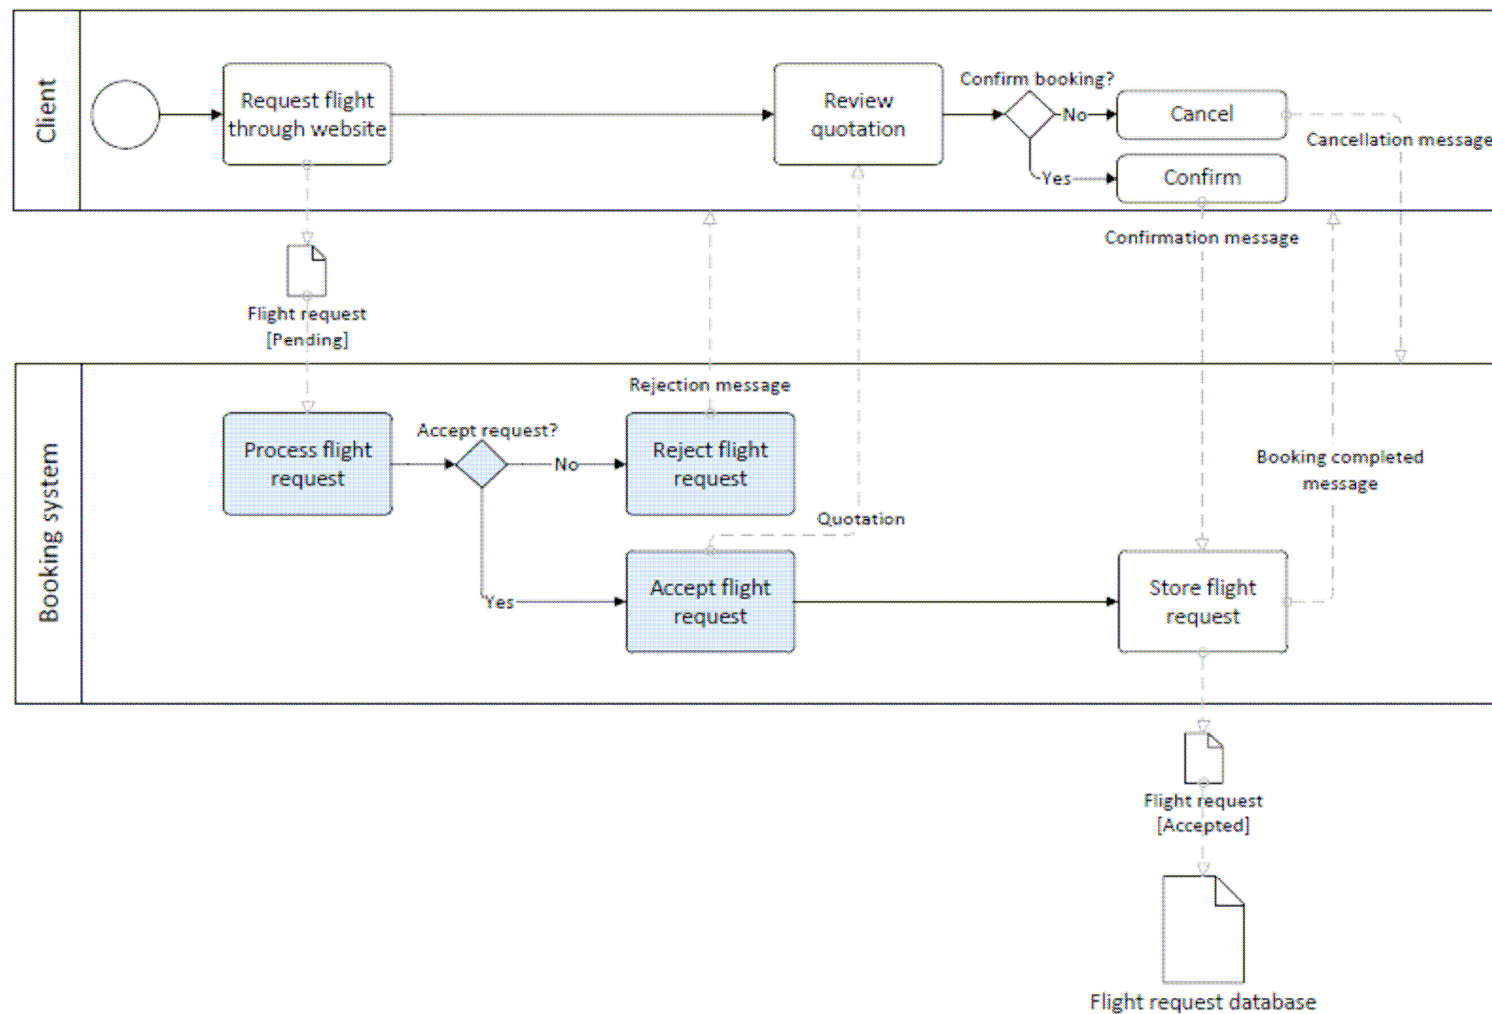 Client
Request flight
through website
Review
quotation
Confirm booking?
No
Cancel
Cancellation message
Yes
Confirm
Confirmation message
Flight request
[Pending]
Booking system
Rejection message
Process flight
request
Accept request?
No
Reject flight
request
Booking completed
message
Quotation
Yes
Accept flight
request
Store flight
request
Flight request
[Accepted]
Flight request database